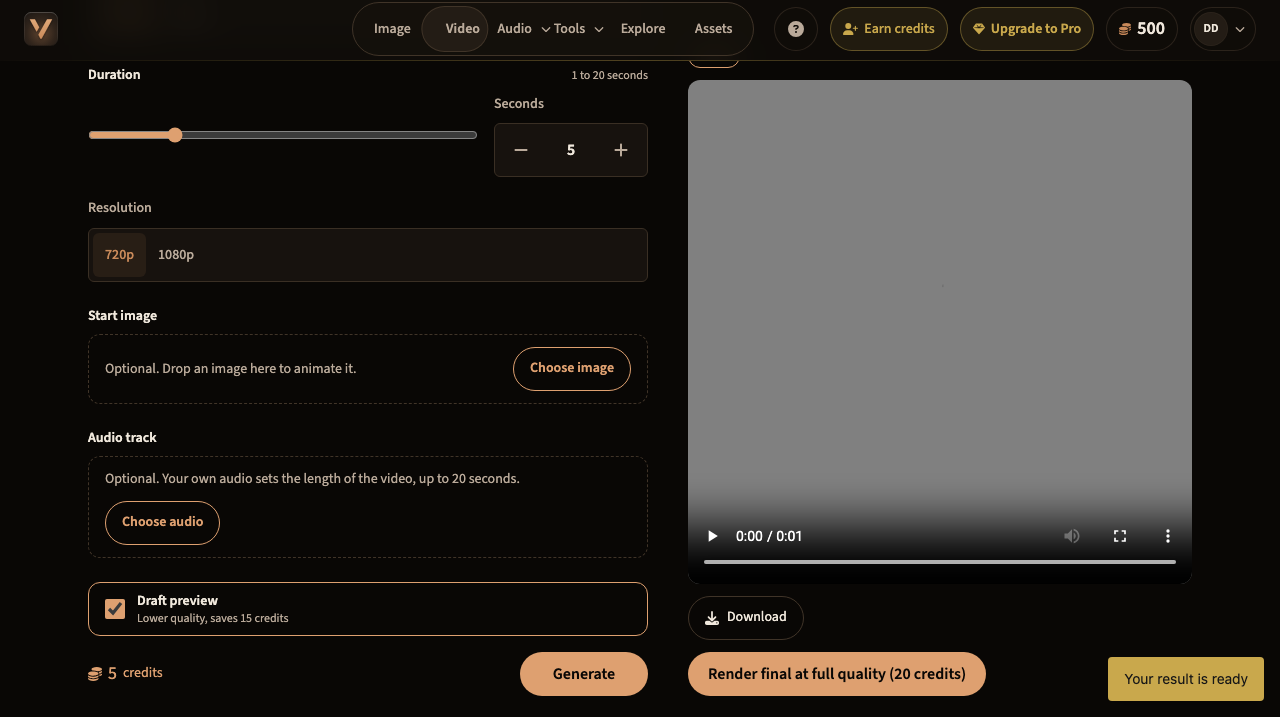 Image
Video
Audio
Tools
Explore
Assets
?
Earn credits
Upgrade to Pro
500
DD
Duration
1 to 20 seconds
Seconds
5
Resolution
720p
1080p
Start image
Optional. Drop an image here to animate it.
Choose image
Audio track
Optional. Your own audio sets the length of the video, up to 20 seconds.
Choose audio
Draft preview
Lower quality, saves 15 credits
5 credits
Generate
0:00 / 0:01
Download
Render final at full quality (20 credits)
Your result is ready